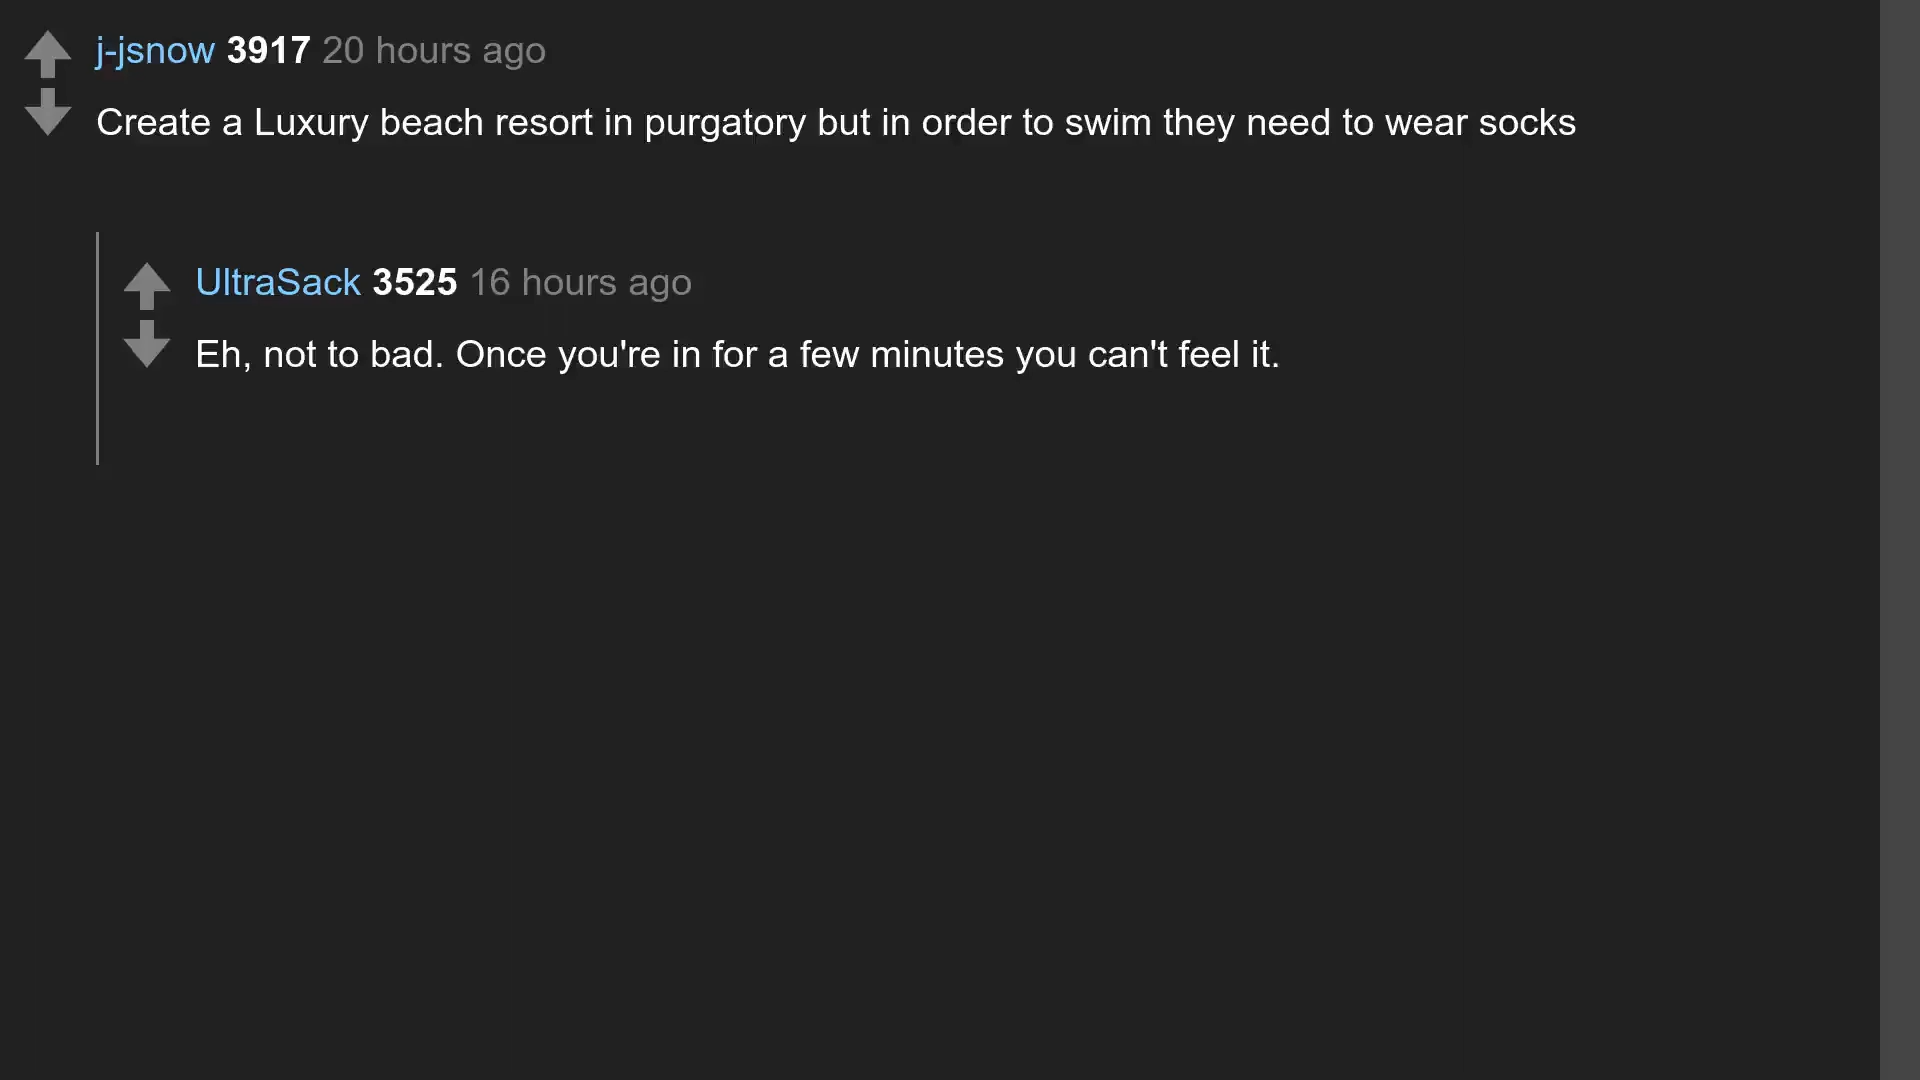 j-jsnow 3917 20 hours ago
Create a Luxury beach resort in purgatory but in order to swim they need to wear socks
UltraSack 3525 16 hours ago
Eh, not to bad. Once you're in for a few minutes you can't feel it.